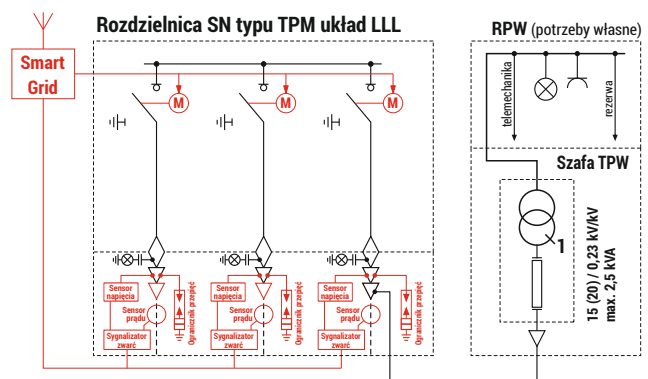 Rozdzielnica SN typu TPM układ LLL
RPW (potrzeby własne)
Smart
Grid
M
M
M
telemechanika
rezerwa
Szafa TPW
1
15 (20) / 0,23 kV/kV
max. 2,5 kVA
Sensor
napięcia
Sensor
prądu
Sygnalizator
zwarć
Ogranicznik przepięć
Sensor
napięcia
Sensor
prądu
Sygnalizator
zwarć
Ogranicznik przepięć
Sensor
napięcia
Sensor
prądu
Sygnalizator
zwarć
Ogranicznik przepięć